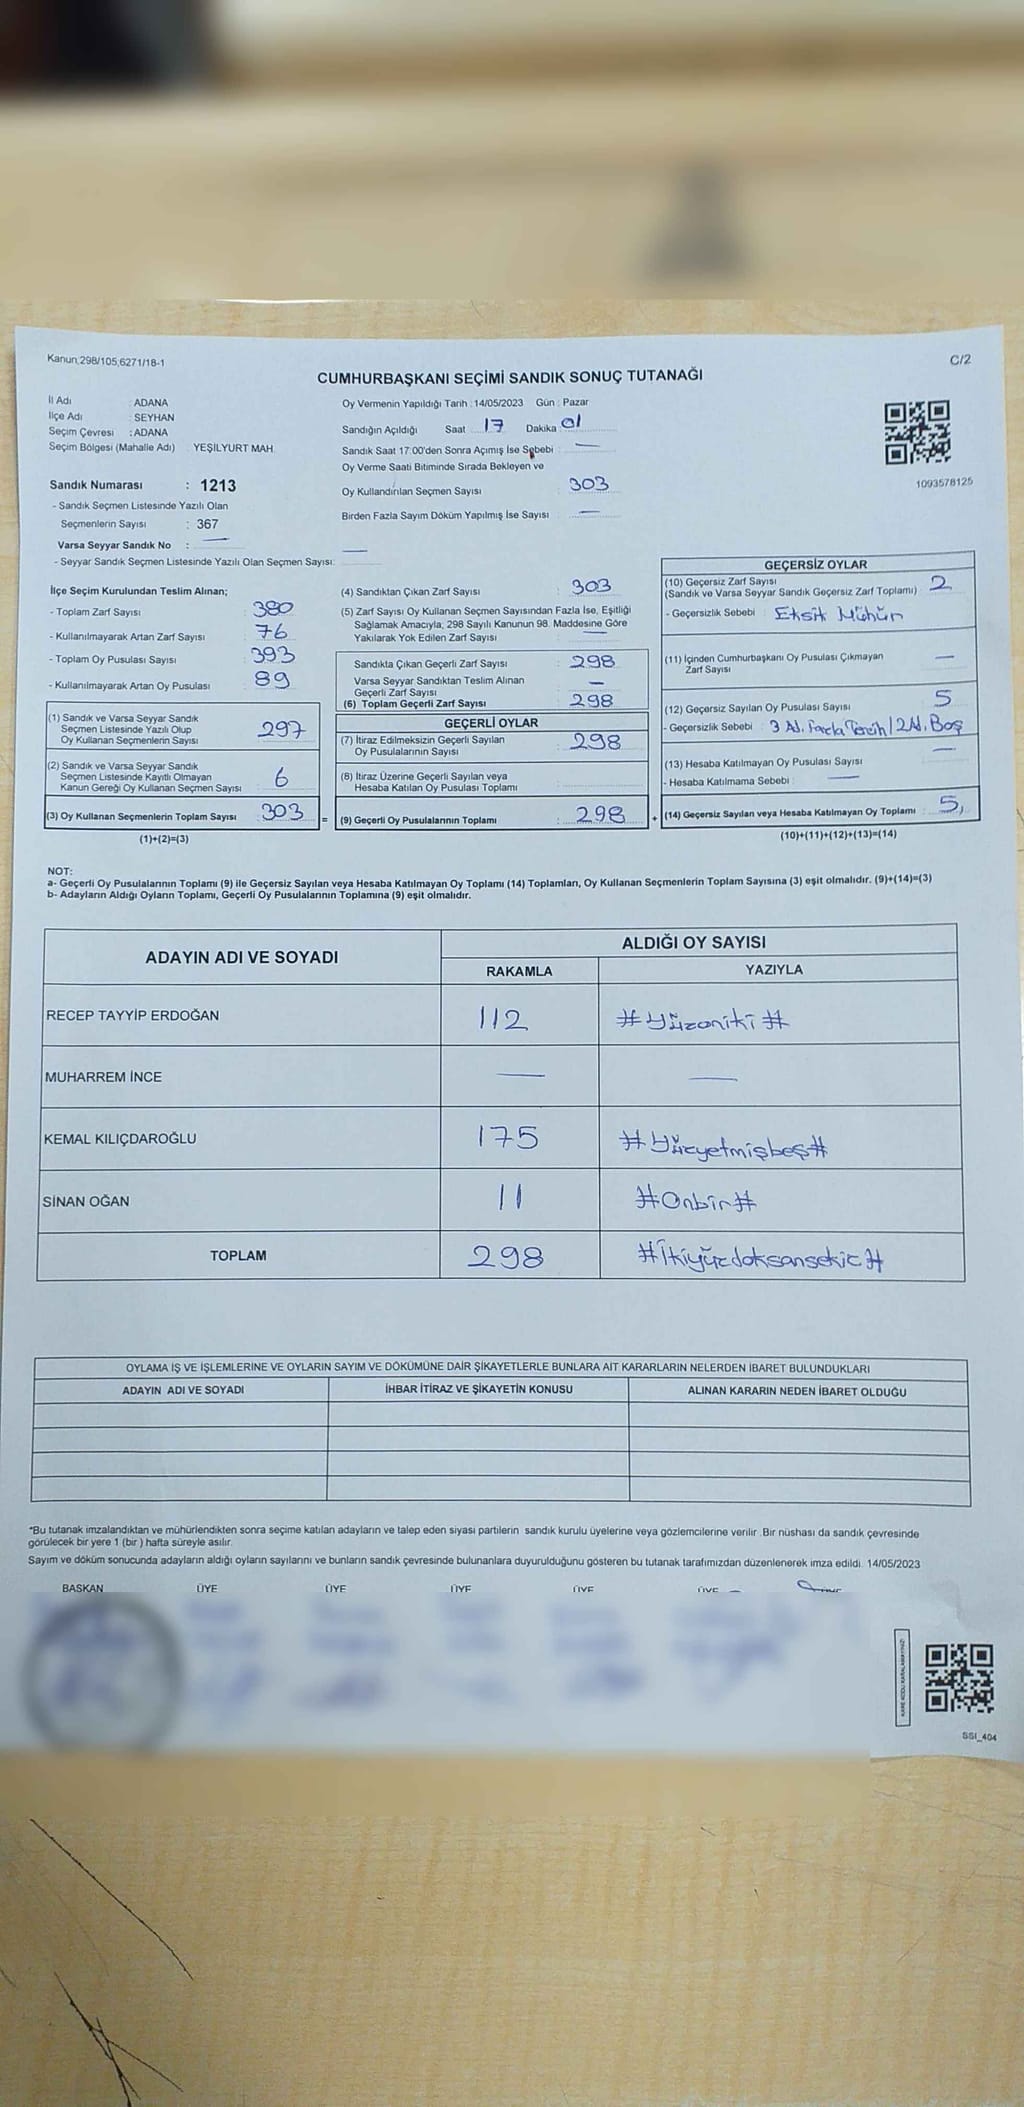 Kanun:298/105,6271/18-1
C/2
CUMHURBAŞKANI SEÇİMİ SANDIK SONUÇ TUTANAĞI
İl Adı : ADANA
İlçe Adı : SEYHAN
Seçim Çevresi : ADANA
Seçim Bölgesi (Mahalle Adı) YEŞİLYURT MAH.
Sandık Numarası : 1213
- Sandık Seçmen Listesinde Yazılı Olan
Seçmenlerin Sayısı : 367
Varsa Seyyar Sandık No : —
- Seyyar Sandık Seçmen Listesinde Yazılı Olan Seçmen Sayısı: —
Oy Vermenin Yapıldığı Tarih : 14/05/2023 Gün : Pazar
Sandığın Açıldığı Saat 17 Dakika 01
Sandık Saat 17:00'den Sonra Açımış İse Sebebi : —
Oy Verme Saati Bitiminde Sırada Bekleyen ve
Oy Kullandırılan Seçmen Sayısı : 303
Birden Fazla Sayım Döküm Yapılmış İse Sayısı : —
1093578125
İlçe Seçim Kurulundan Teslim Alınan;
- Toplam Zarf Sayısı : 380
- Kullanılmayarak Artan Zarf Sayısı : 76
- Toplam Oy Pusulası Sayısı : 393
- Kullanılmayarak Artan Oy Pusulası : 89
(1) Sandık ve Varsa Seyyar Sandık
Seçmen Listesinde Yazılı Olup
Oy Kullanan Seçmenlerin Sayısı : 297
(2) Sandık ve Varsa Seyyar Sandık
Seçmen Listesinde Kayıtlı Olmayan
Kanun Gereği Oy Kullanan Seçmen Sayısı : 6
(3) Oy Kullanan Seçmenlerin Toplam Sayısı : 303
(1)+(2)=(3)
=
(4) Sandıktan Çıkan Zarf Sayısı : 303
(5) Zarf Sayısı Oy Kullanan Seçmen Sayısından Fazla İse, Eşitliği
Sağlamak Amacıyla; 298 Sayılı Kanunun 98. Maddesine Göre
Yakılarak Yok Edilen Zarf Sayısı : —
Sandıkta Çıkan Geçerli Zarf Sayısı : 298
Varsa Seyyar Sandıktan Teslim Alınan
Geçerli Zarf Sayısı : —
(6) Toplam Geçerli Zarf Sayısı : 298
GEÇERLİ OYLAR
(7) İtiraz Edilmeksizin Geçerli Sayılan
Oy Pusulalarının Sayısı : 298
(8) İtiraz Üzerine Geçerli Sayılan veya
Hesaba Katılan Oy Pusulası Toplamı :
(9) Geçerli Oy Pusulalarının Toplamı : 298
+
GEÇERSİZ OYLAR
(10) Geçersiz Zarf Sayısı
(Sandık ve Varsa Seyyar Sandık Geçersiz Zarf Toplamı) : 2
- Geçersizlik Sebebi : Eksik Mühür
(11) İçinden Cumhurbaşkanı Oy Pusulası Çıkmayan
Zarf Sayısı —
(12) Geçersiz Sayılan Oy Pusulası Sayısı 5
- Geçersizlik Sebebi : 3 Ad. Fazla Tercih / 2 Ad. Boş
(13) Hesaba Katılmayan Oy Pusulası Sayısı —
- Hesaba Katılmama Sebebi : —
(14) Geçersiz Sayılan veya Hesaba Katılmayan Oy Toplamı : 5,
(10)+(11)+(12)+(13)=(14)
NOT:
a- Geçerli Oy Pusulalarının Toplamı (9) ile Geçersiz Sayılan veya Hesaba Katılmayan Oy Toplamı (14) Toplamları, Oy Kullanan Seçmenlerin Toplam Sayısına (3) eşit olmalıdır. (9)+(14)=(3)
b- Adayların Aldığı Oyların Toplamı, Geçerli Oy Pusulalarının Toplamına (9) eşit olmalıdır.
ADAYIN ADI VE SOYADI
ALDIĞI OY SAYISI
RAKAMLA YAZIYLA
RECEP TAYYİP ERDOĞAN 112 #Yüzoniki#
MUHARREM İNCE — —
KEMAL KILIÇDAROĞLU 175 #Yüzyetmişbeş#
SİNAN OĞAN 11 #Onbir#
TOPLAM 298 #İkiyüzdoksansekiz#
OYLAMA İŞ VE İŞLEMLERİNE VE OYLARIN SAYIM VE DÖKÜMÜNE DAİR ŞİKAYETLERLE BUNLARA AİT KARARLARIN NELERDEN İBARET BULUNDUKLARI
ADAYIN ADI VE SOYADI İHBAR İTİRAZ VE ŞİKAYETİN KONUSU ALINAN KARARIN NEDEN İBARET OLDUĞU
*Bu tutanak imzalandıktan ve mühürlendikten sonra seçime katılan adayların ve talep eden siyasi partilerin sandık kurulu üyelerine veya gözlemcilerine verilir .Bir nüshası da sandık çevresinde
görülecek bir yere 1 (bir ) hafta süreyle asılır.
Sayım ve döküm sonucunda adayların aldığı oyların sayılarını ve bunların sandık çevresinde bulunanlara duyurulduğunu gösteren bu tutanak tarafımızdan düzenlenerek imza edildi. 14/05/2023
BAŞKAN ÜYE ÜYE ÜYE ÜYE ÜYE
KARE KODU KARALAMAYINIZ!
SSI_404